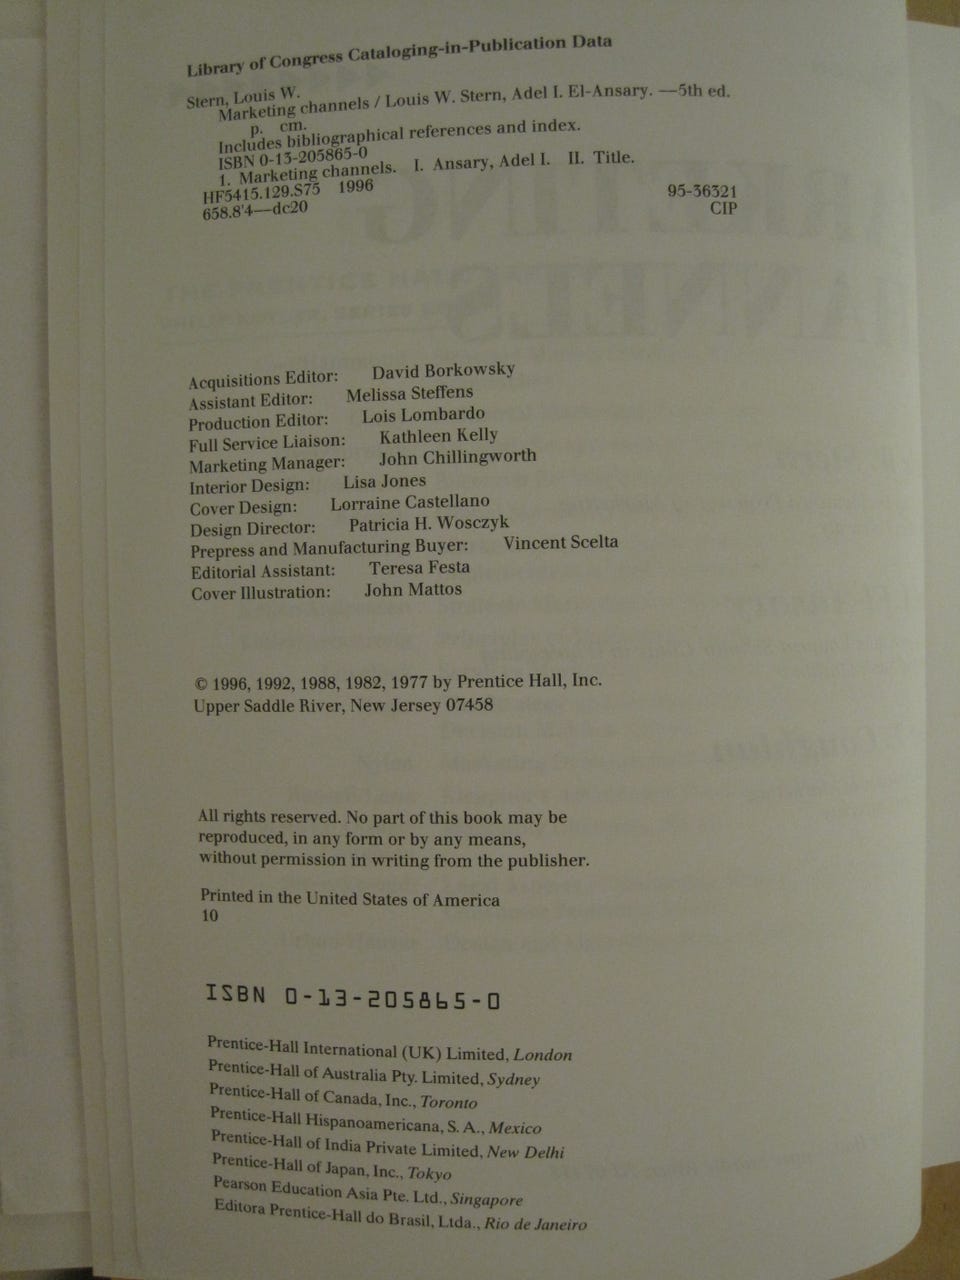 Library of Congress Cataloging-in-Publication Data
Stern, Louis W.
Marketing channels / Louis W. Stern, Adel I. El-Ansary. —5th ed.
p. cm.
Includes bibliographical references and index.
ISBN 0-13-205865-0
1. Marketing channels. I. Ansary, Adel I. II. Title.
HF5415.129.S75 1996
95-36321
658.8'4—dc20
CIP
Acquisitions Editor: David Borkowsky
Assistant Editor: Melissa Steffens
Production Editor: Lois Lombardo
Full Service Liaison: Kathleen Kelly
Marketing Manager: John Chillingworth
Interior Design: Lisa Jones
Cover Design: Lorraine Castellano
Design Director: Patricia H. Wosczyk
Prepress and Manufacturing Buyer: Vincent Scelta
Editorial Assistant: Teresa Festa
Cover Illustration: John Mattos
© 1996, 1992, 1988, 1982, 1977 by Prentice Hall, Inc.
Upper Saddle River, New Jersey 07458
All rights reserved. No part of this book may be
reproduced, in any form or by any means,
without permission in writing from the publisher.
Printed in the United States of America
10
ISBN 0-13-205865-0
Prentice-Hall International (UK) Limited, London
Prentice-Hall of Australia Pty. Limited, Sydney
Prentice-Hall of Canada, Inc., Toronto
Prentice-Hall Hispanoamericana, S. A., Mexico
Prentice-Hall of India Private Limited, New Delhi
Prentice-Hall of Japan, Inc., Tokyo
Pearson Education Asia Pte. Ltd., Singapore
Editora Prentice-Hall do Brasil, Ltda., Rio de Janeiro